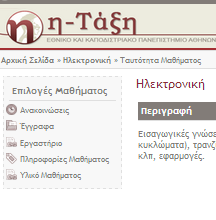 η-Τάξη
ΕΘΝΙΚΟ ΚΑΙ ΚΑΠΟΔΙΣΤΡΙΑΚΟ ΠΑΝΕΠΙΣΤΗΜΙΟ ΑΘΗΝΩΝ
Αρχική Σελίδα » Ηλεκτρονική » Ταυτότητα Μαθήματος
Επιλογές Μαθήματος
Ανακοινώσεις
Έγγραφα
Εργαστήριο
Πληροφορίες Μαθήματος
Υλικό Μαθήματος
Ηλεκτρονική
Περιγραφή
Εισαγωγικές γνώσε
κυκλώματα), τρανζ
κλπ, εφαρμογές.